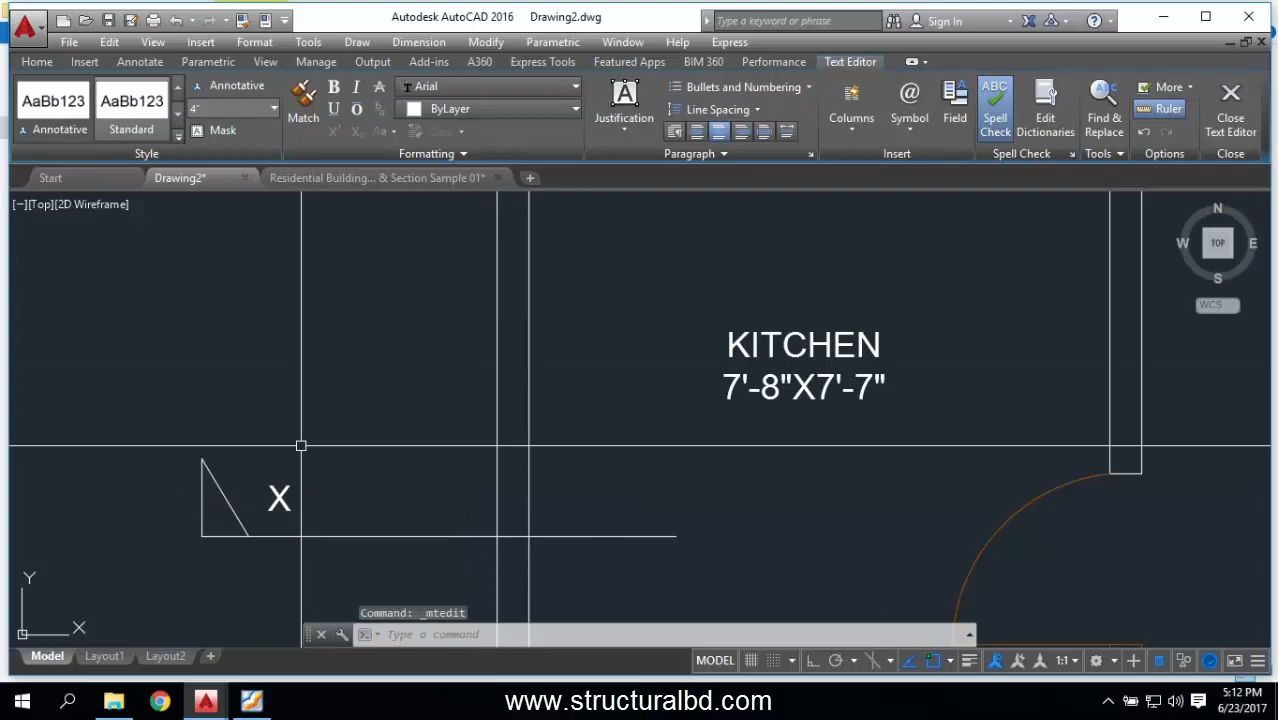 Autodesk AutoCAD 2016 Drawing2.dwg
Type a keyword or phrase
Sign In
File Edit View Insert Format Tools Draw Dimension Modify Parametric Window Help Express
Home Insert Annotate Parametric View Manage Output Add-ins A360 Express Tools Featured Apps BIM 360 Performance Text Editor
AaBb123
AaBb123
Annotative
Standard
Annotative
4"
Mask
Style
Match
B I A
U O
Arial
ByLayer
Clear
Formatting
Justification
Bullets and Numbering
Line Spacing
Paragraph
Columns
Symbol
Field
Insert
ABC
Spell
Check
Edit
Dictionaries
Spell Check
Find &
Replace
Tools
More
Ruler
Options
Close
Text Editor
Close
Start
Drawing2*
Residential Building... & Section Sample 01*
[−][Top][2D Wireframe]
N
W TOP E
S
WCS
KITCHEN
7'-8"X7'-7"
X
Y
X
Command: _mtedit
Type a command
Model Layout1 Layout2
MODEL
1:1
www.structuralbd.com
5:12 PM
6/23/2017